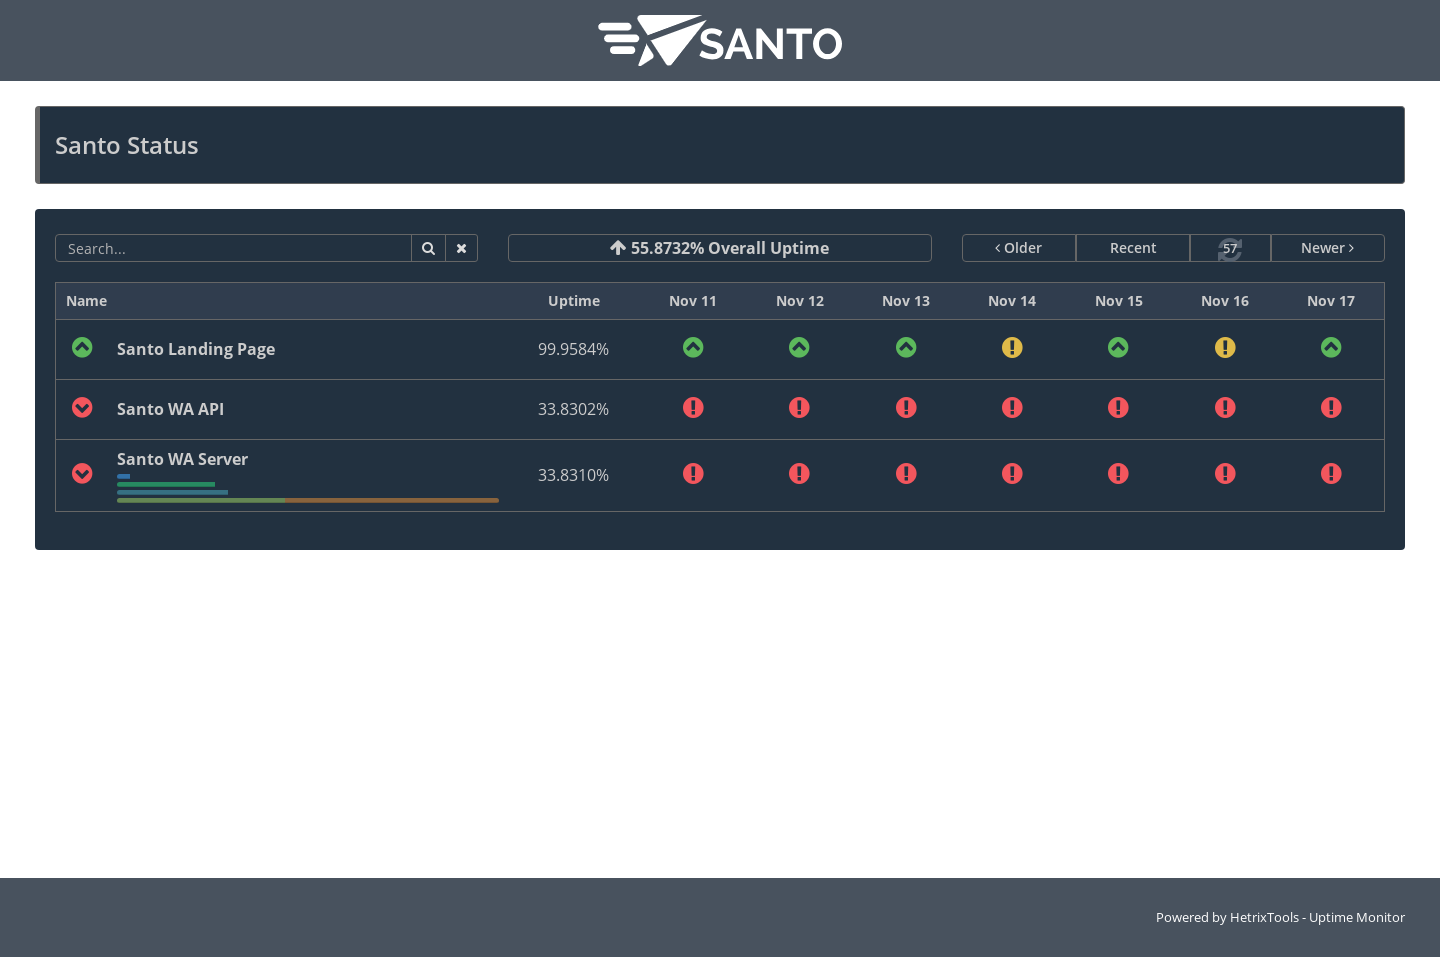 SANTO
Santo Status
Search...
55.8732% Overall Uptime
Older
Recent
57
Newer
Name Uptime Nov 11 Nov 12 Nov 13 Nov 14 Nov 15 Nov 16 Nov 17
Santo Landing Page 99.9584%
Santo WA API 33.8302%
Santo WA Server 33.8310%
Powered by HetrixTools - Uptime Monitor